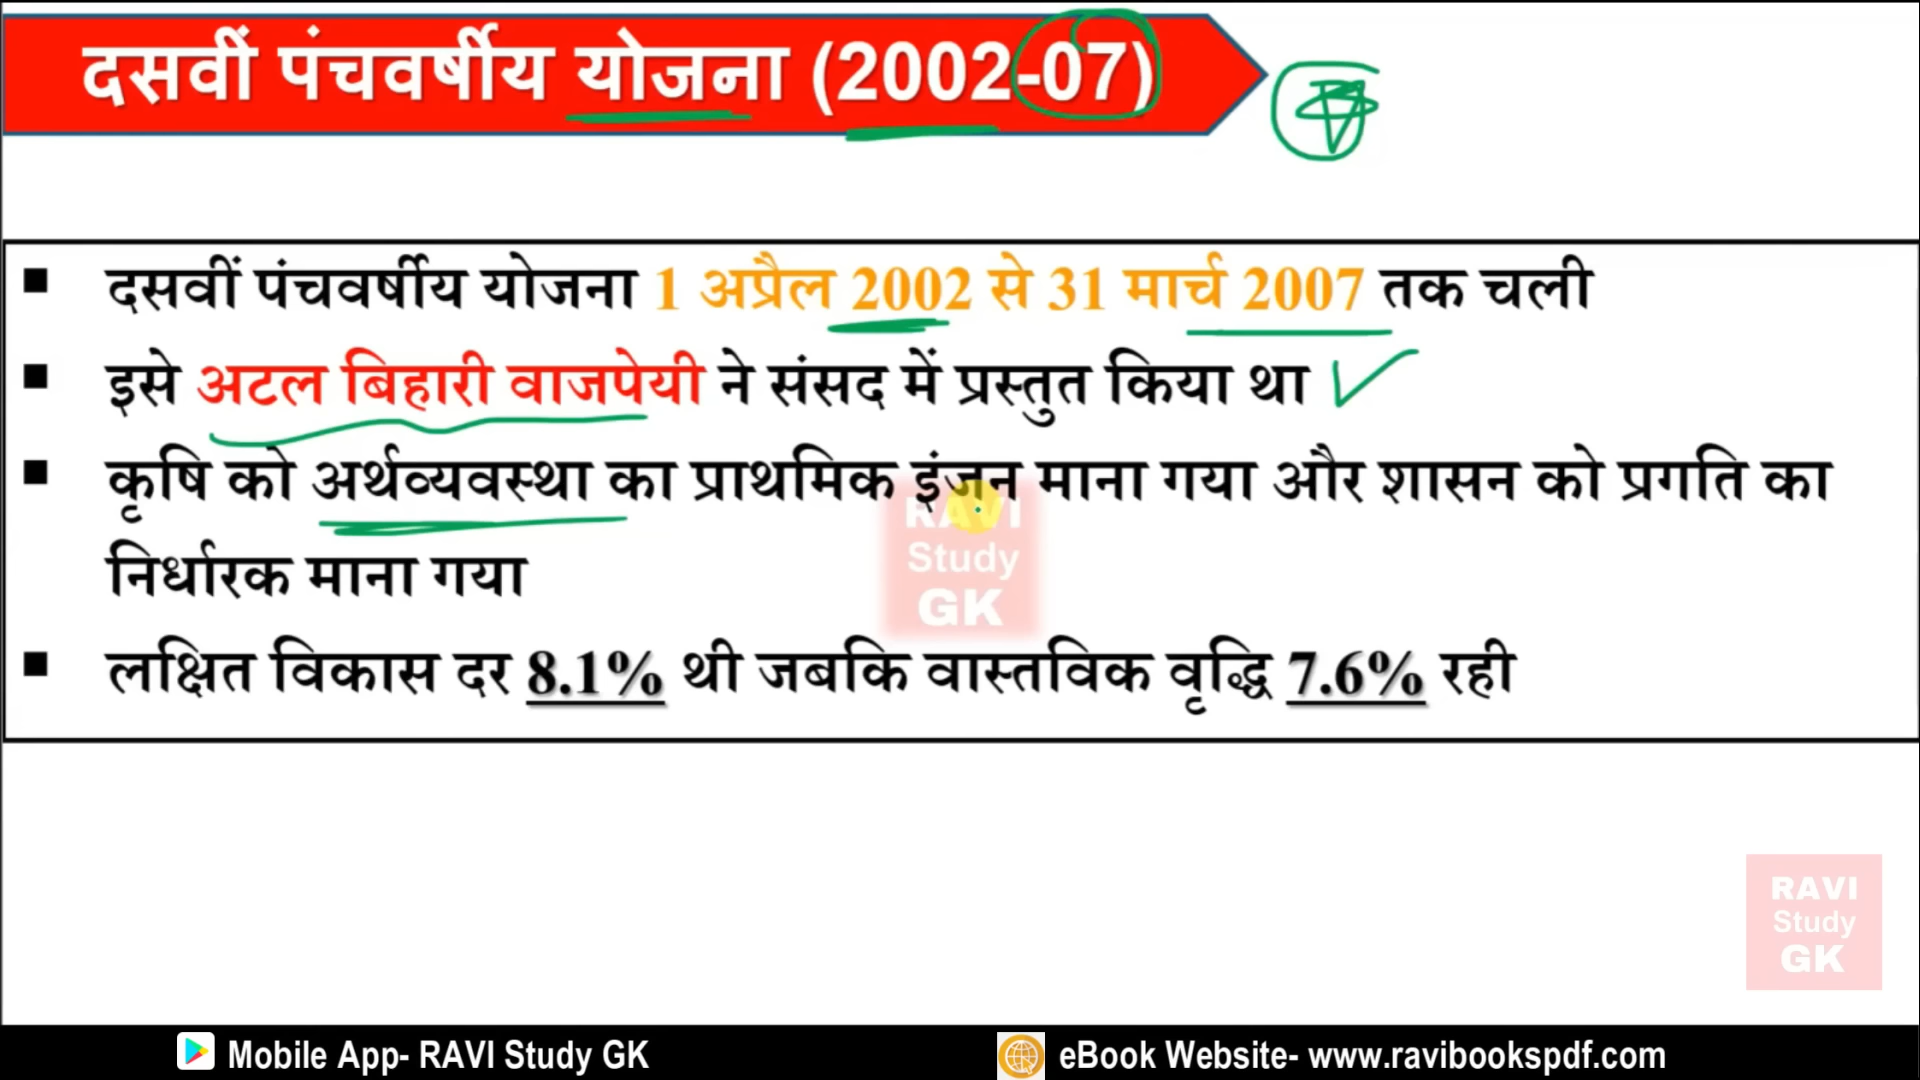 दसवीं पंचवर्षीय योजना (2002-07)
▪ दसवीं पंचवर्षीय योजना 1 अप्रैल 2002 से 31 मार्च 2007 तक चली
▪ इसे अटल बिहारी वाजपेयी ने संसद में प्रस्तुत किया था
▪ कृषि को अर्थव्यवस्था का प्राथमिक इंजन माना गया और शासन को प्रगति का
निर्धारक माना गया
▪ लक्षित विकास दर 8.1% थी जबकि वास्तविक वृद्धि 7.6% रही
RAVI
Study
GK
RAVI
Study
GK
Mobile App- RAVI Study GK
eBook Website- www.ravibookspdf.com